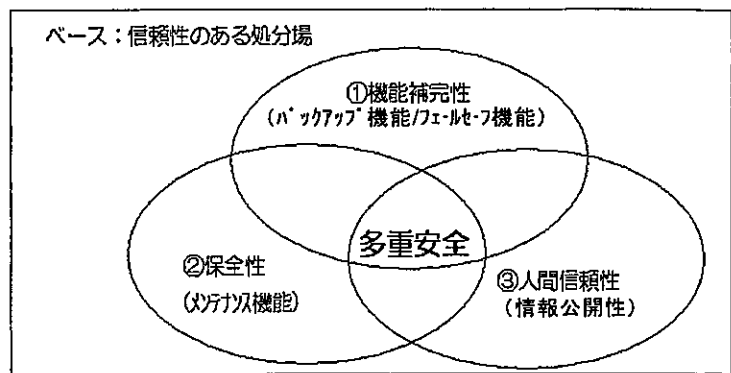 ベース：信頼性のある処分場
①機能補完性
(バックアップ機能/フェールセーフ機能)
多重安全
②保全性
(メンテナンス機能)
③人間信頼性
(情報公開性)